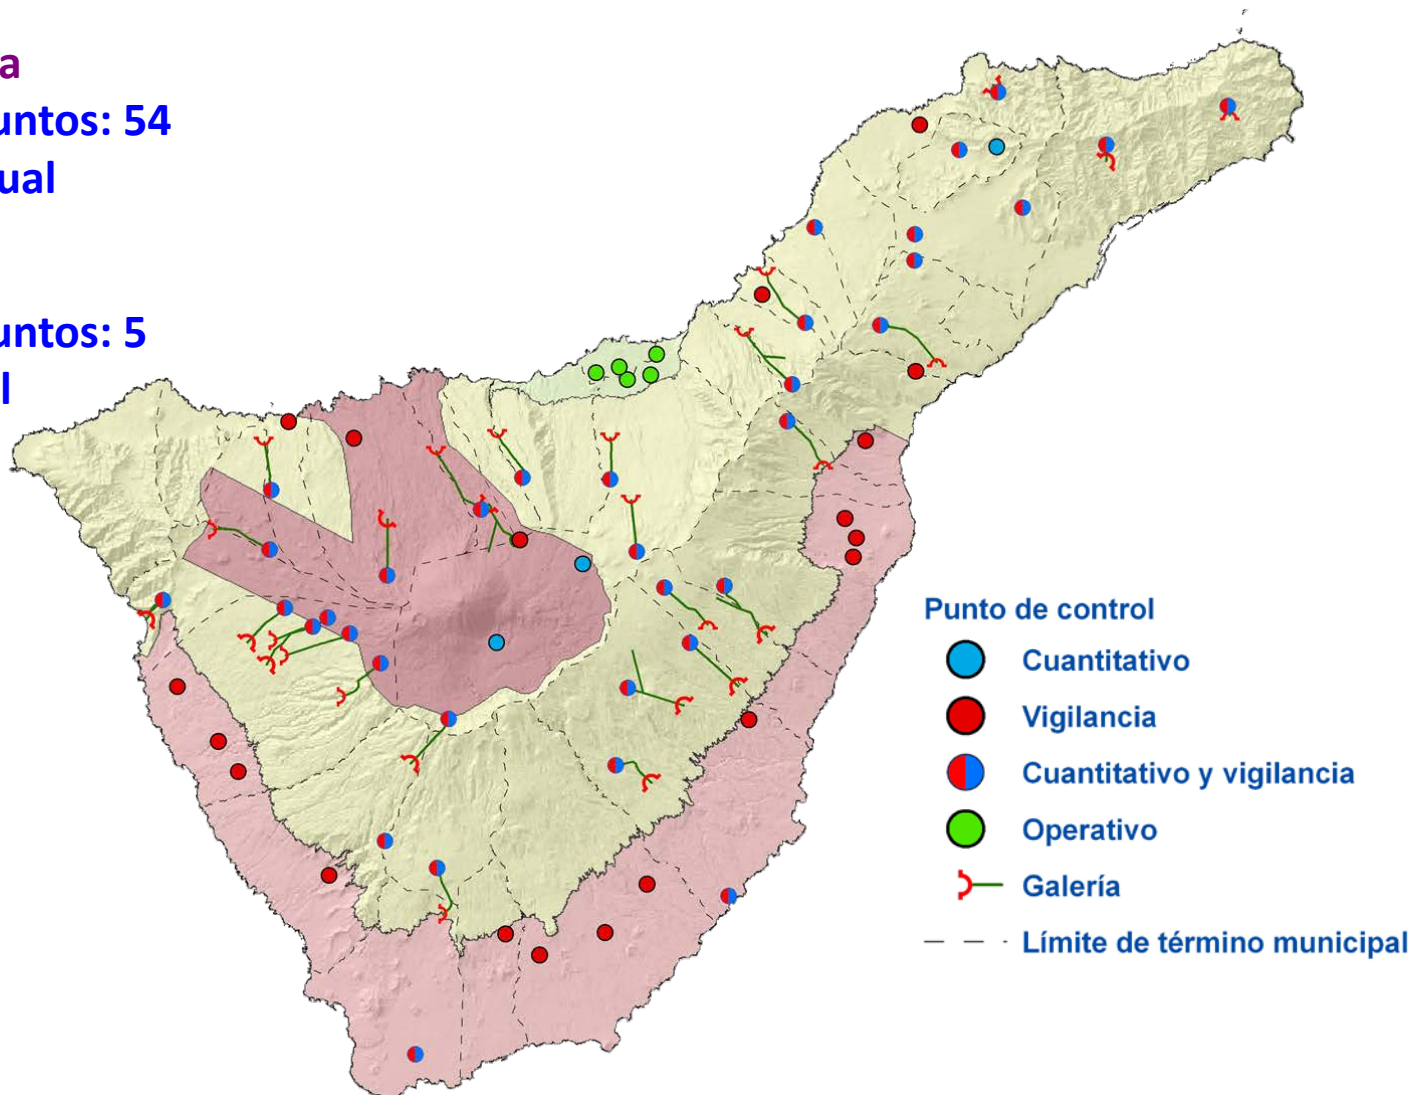 a
untos: 54
ual
untos: 5
l
Punto de control
Cuantitativo
Vigilancia
Cuantitativo y vigilancia
Operativo
Galería
Límite de término municipal